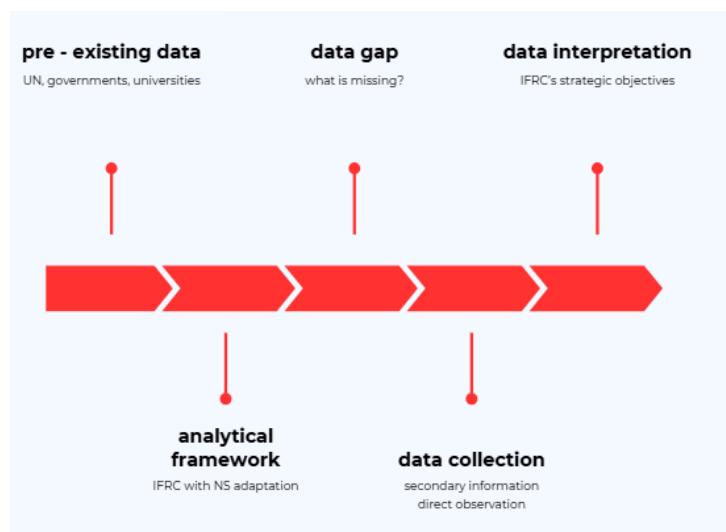 pre - existing data
UN, governments, universities
data gap
what is missing?
data interpretation
IFRC's strategic objectives
analytical
framework
IFRC with NS adaptation
data collection
secondary information
direct observation